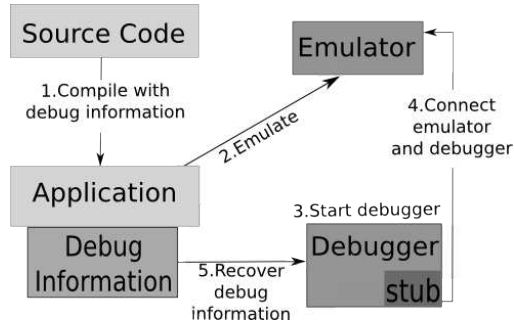 Source Code
Emulator
1.Compile with
debug information
2.Emulate
4.Connect
emulator
and debugger
Application
3.Start debugger
Debug
Information
Debugger
stub
5.Recover
debug
information